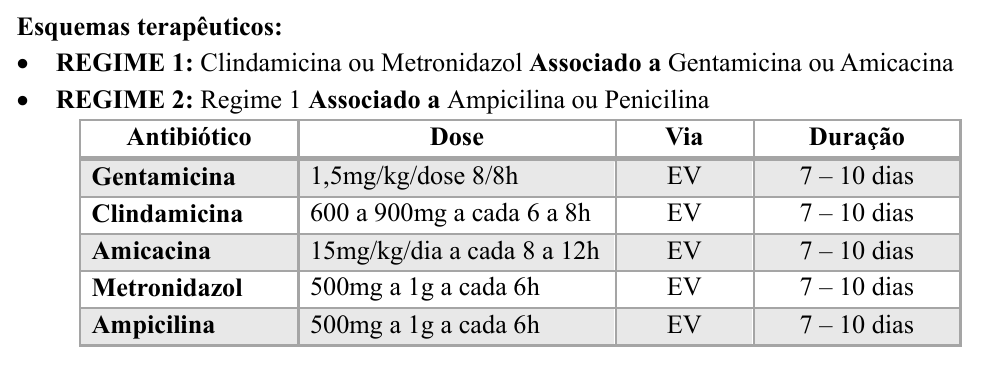 Esquemas terapêuticos:
• REGIME 1: Clindamicina ou Metronidazol Associado a Gentamicina ou Amicacina
• REGIME 2: Regime 1 Associado a Ampicilina ou Penicilina
Antibiótico Dose Via Duração
Gentamicina 1,5mg/kg/dose 8/8h EV 7 – 10 dias
Clindamicina 600 a 900mg a cada 6 a 8h EV 7 – 10 dias
Amicacina 15mg/kg/dia a cada 8 a 12h EV 7 – 10 dias
Metronidazol 500mg a 1g a cada 6h EV 7 – 10 dias
Ampicilina 500mg a 1g a cada 6h EV 7 – 10 dias